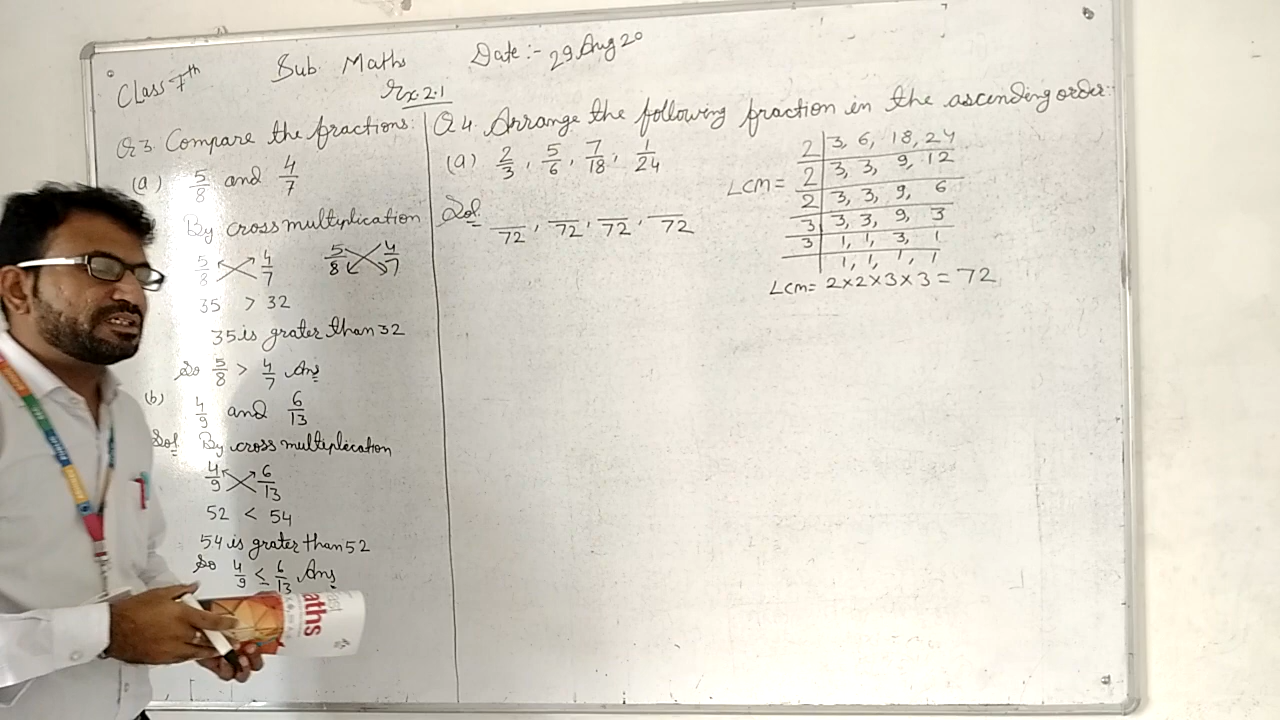 Class 7th Sub Maths Date:- 29 Aug 20
Ex. 2.1
Q3. Compare the fractions:
(a) 5/8 and 4/7
By cross multiplication
5/8 4/7 5/8 4/7
35 > 32
35 is grater than 32
So 5/8 > 4/7 Ans
(b) 4/9 and 6/13
Sol By cross multiplication
4/9 6/13
52 < 54
54 is grater than 52
So 4/9 < 6/13 Ans
Q4. Arrange the following fraction in the ascending order:
(a) 2/3, 5/6, 7/18, 1/24
Sol /72, /72, /72, /72
LCM =
2 | 3, 6, 18, 24
2 | 3, 3, 9, 12
2 | 3, 3, 9, 6
3 | 3, 3, 9, 3
3 | 1, 1, 3, 1
1, 1, 1, 1
LCM = 2×2×3×3 = 72
aths